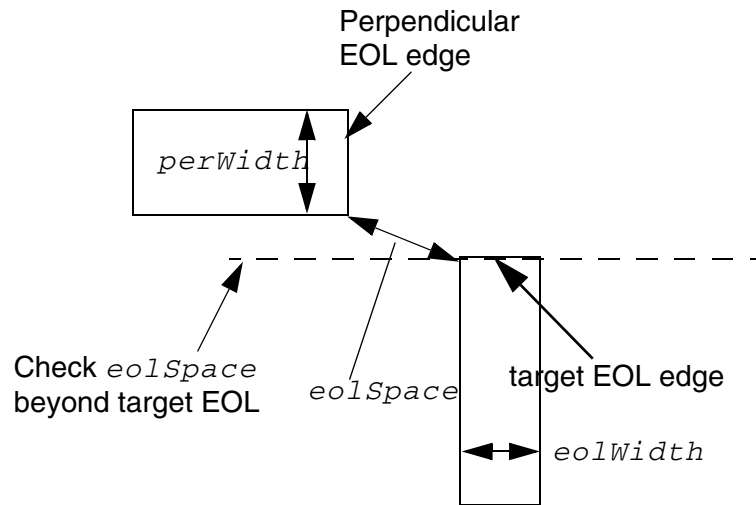 Perpendicular
EOL edge
perWidth
Check eolSpace
beyond target EOL
eolSpace
target EOL edge
eolWidth